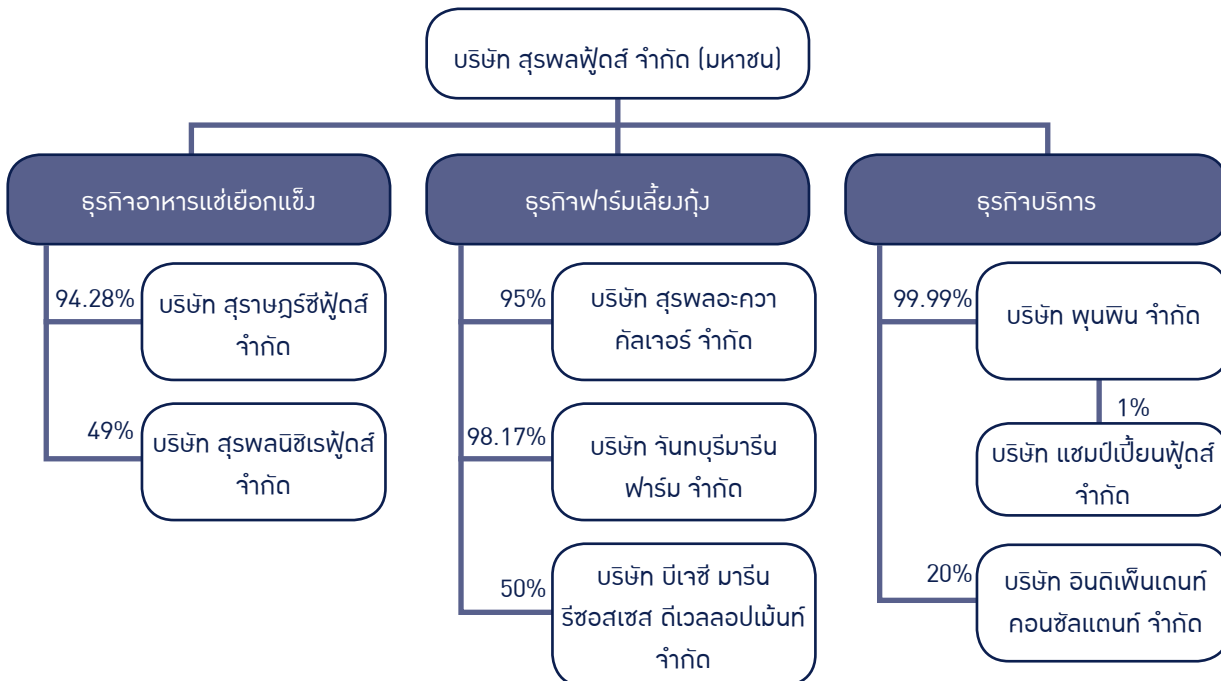 บริษัท สุรพลฟู้ดส์ จำกัด (มหาชน)
ธุรกิจอาหารแช่เยือกแข็ง
94.28%
บริษัท สุราษฎร์ซีฟู้ดส์
จำกัด
49%
บริษัท สุรพลนิชิเรฟู้ดส์
จำกัด
ธุรกิจฟาร์มเลี้ยงกุ้ง
95%
บริษัท สุรพลอะควา
คัลเจอร์ จำกัด
98.17%
บริษัท จันทบุรีมารีน
ฟาร์ม จำกัด
50%
บริษัท บีเจซี มารีน
รีซอสเซส ดีเวลลอปเม้นท์
จำกัด
ธุรกิจบริการ
99.99%
บริษัท พุนพิน จำกัด
1%
บริษัท แชมป์เปี้ยนฟู้ดส์
จำกัด
20%
บริษัท อินดิเพ็นเดนท์
คอนซัลแตนท์ จำกัด